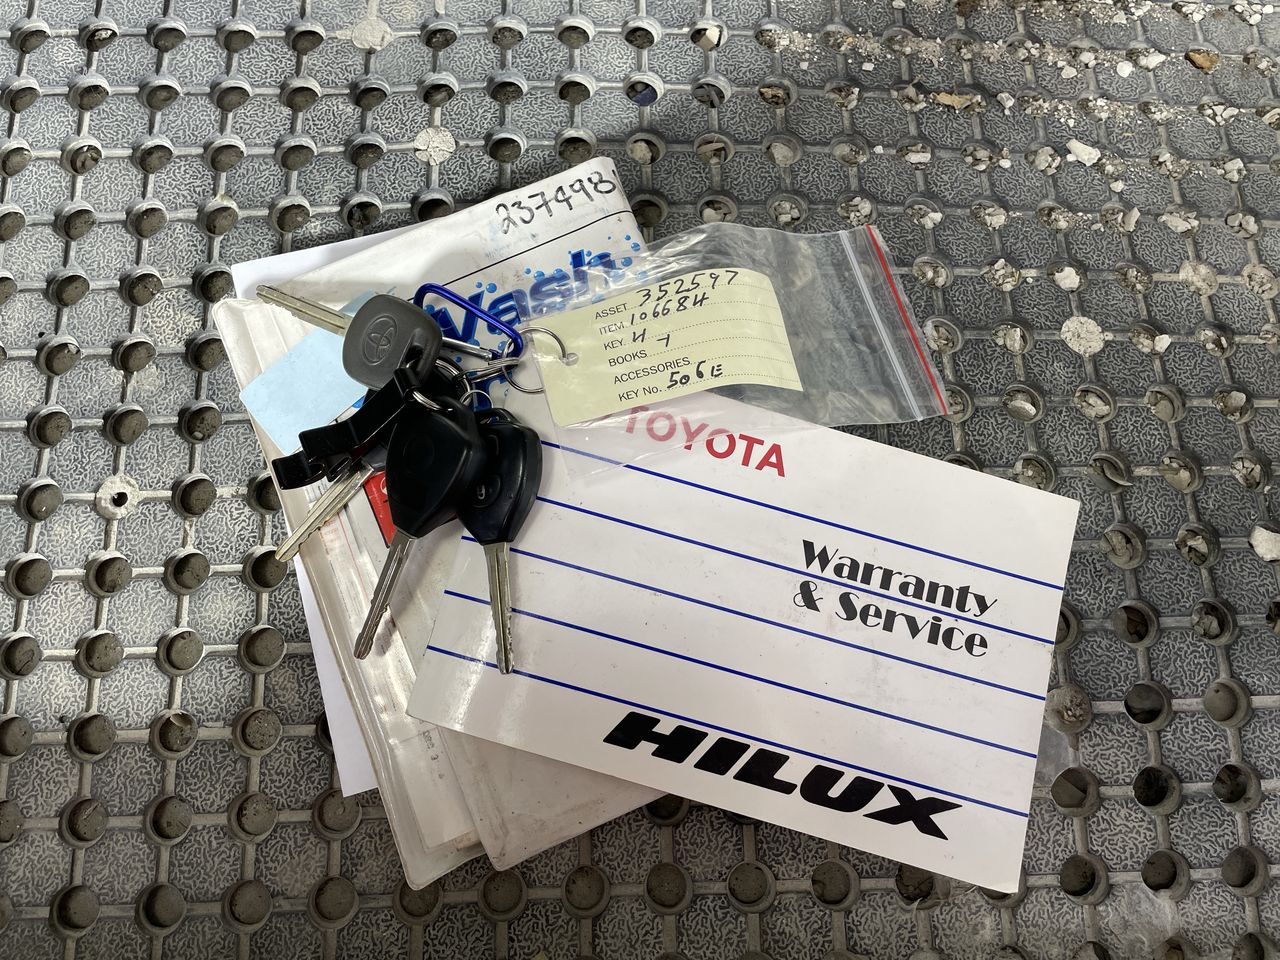 237498
Wash
ASSET 352597
ITEM 106684
KEY 4
BOOKS
ACCESSORIES
KEY No. 506E
TOYOTA
Warranty
& Service
HILUX